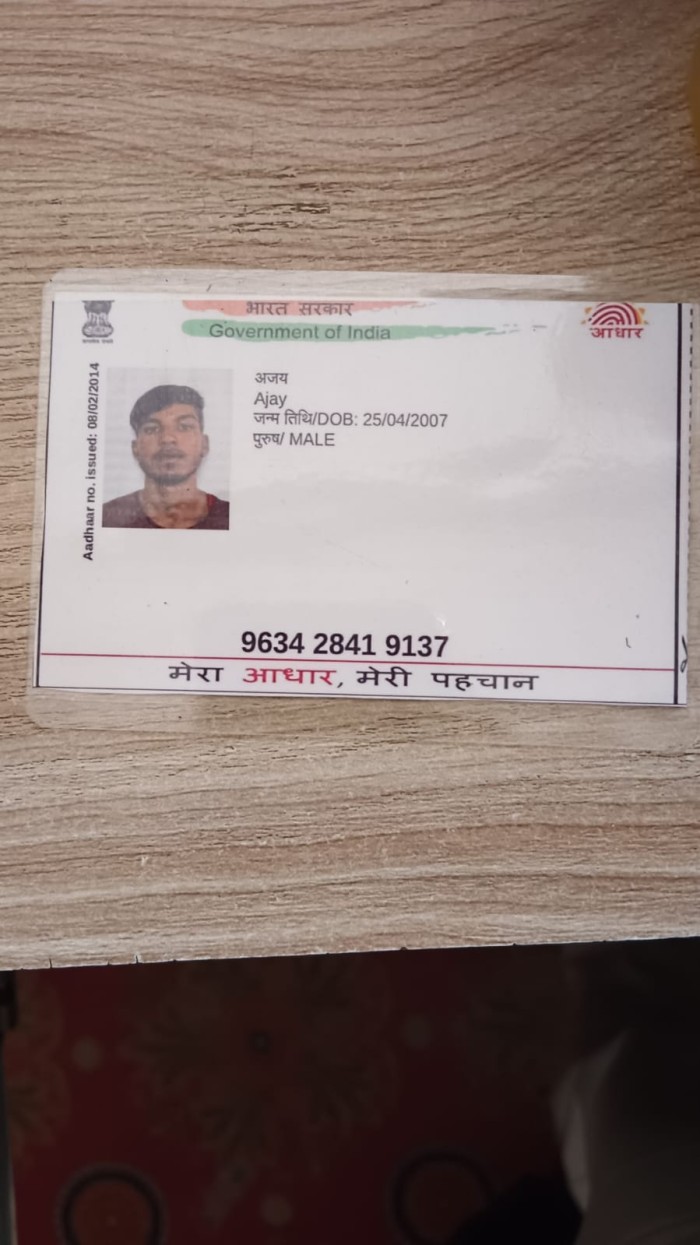 भारत सरकार
Government of India
आधार
Aadhaar no. issued: 08/02/2014
अजय
Ajay
जन्म तिथि/DOB: 25/04/2007
पुरुष/ MALE
9634 2841 9137
मेरा आधार, मेरी पहचान